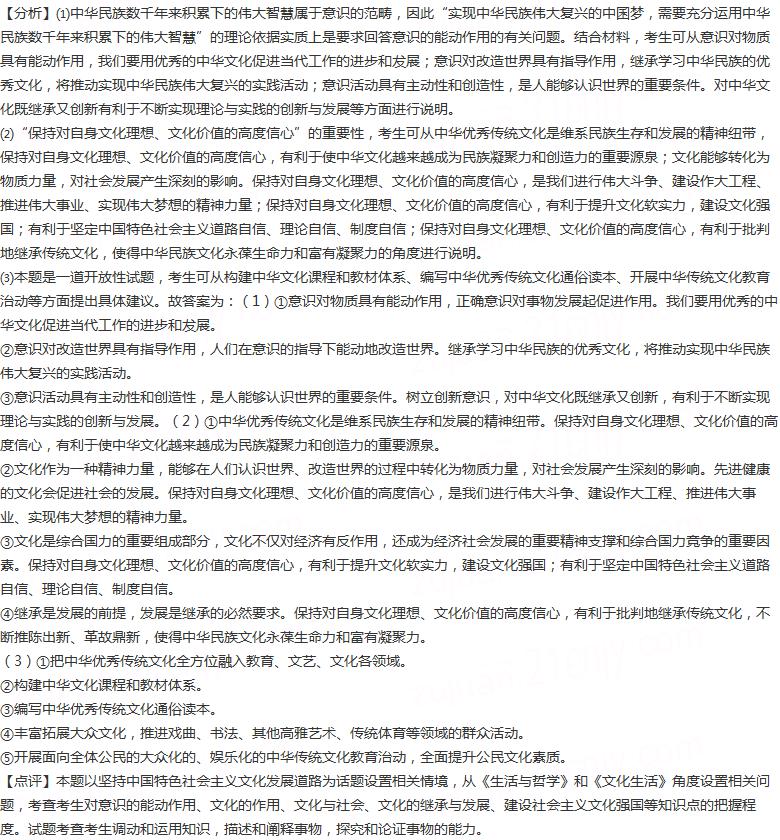 【分析】⑴中华民族数千年来积累下的伟大智慧属于意识的范畴，因此“实现中华民族伟大复兴的中国梦，需要充分运用中华
民族数千年来积累下的伟大智慧”的理论依据实质上是要求回答意识的能动作用的有关问题。结合材料，考生可从意识对物质
具有能动作用，我们要用优秀的中华文化促进当代工作的进步和发展；意识对改造世界具有指导作用，继承学习中华民族的优
秀文化，将推动实现中华民族伟大复兴的实践活动；意识活动具有主动性和创造性，是人能够认识世界的重要条件。对中华文
化既继承又创新有利于不断实现理论与实践的创新与发展等方面进行说明。
⑵“保持对自身文化理想、文化价值的高度信心”的重要性，考生可从中华优秀传统文化是维系民族生存和发展的精神纽带，
保持对自身文化理想、文化价值的高度信心，有利于使中华文化越来越成为民族凝聚力和创造力的重要源泉；文化能够转化为
物质力量，对社会发展产生深刻的影响。保持对自身文化理想、文化价值的高度信心，是我们进行伟大斗争、建设作大工程、
推进伟大事业、实现伟大梦想的精神力量；保持对自身文化理想、文化价值的高度信心，有利于提升文化软实力，建设文化强
国；有利于坚定中国特色社会主义道路自信、理论自信、制度自信；保持对自身文化理想、文化价值的高度信心，有利于批判
地继承传统文化，使得中华民族文化永葆生命力和富有凝聚力的角度进行说明。
⑶本题是一道开放性试题，考生可从构建中华文化课程和教材体系、编写中华优秀传统文化通俗读本、开展中华传统文化教育
治动等方面提出具体建议。故答案为：（1）①意识对物质具有能动作用，正确意识对事物发展起促进作用。我们要用优秀的中
华文化促进当代工作的进步和发展。
②意识对改造世界具有指导作用，人们在意识的指导下能动地改造世界。继承学习中华民族的优秀文化，将推动实现中华民族
伟大复兴的实践活动。
③意识活动具有主动性和创造性，是人能够认识世界的重要条件。树立创新意识，对中华文化既继承又创新，有利于不断实现
理论与实践的创新与发展。（2）①中华优秀传统文化是维系民族生存和发展的精神纽带。保持对自身文化理想、文化价值的高
度信心，有利于使中华文化越来越成为民族凝聚力和创造力的重要源泉。
②文化作为一种精神力量，能够在人们认识世界、改造世界的过程中转化为物质力量，对社会发展产生深刻的影响。先进健康
的文化会促进社会的发展。保持对自身文化理想、文化价值的高度信心，是我们进行伟大斗争、建设作大工程、推进伟大事
业、实现伟大梦想的精神力量。
③文化是综合国力的重要组成部分，文化不仅对经济有反作用，还成为经济社会发展的重要精神支撑和综合国力竞争的重要因
素。保持对自身文化理想、文化价值的高度信心，有利于提升文化软实力，建设文化强国；有利于坚定中国特色社会主义道路
自信、理论自信、制度自信。
④继承是发展的前提，发展是继承的必然要求。保持对自身文化理想、文化价值的高度信心，有利于批判地继承传统文化，不
断推陈出新、革故鼎新，使得中华民族文化永葆生命力和富有凝聚力。
（3）①把中华优秀传统文化全方位融入教育、文艺、文化各领域。
②构建中华文化课程和教材体系。
③编写中华优秀传统文化通俗读本。
④丰富拓展大众文化，推进戏曲、书法、其他高雅艺术、传统体育等领域的群众活动。
⑤开展面向全体公民的大众化的、娱乐化的中华传统文化教育治动，全面提升公民文化素质。
【点评】本题以坚持中国特色社会主义文化发展道路为话题设置相关情境，从《生活与哲学》和《文化生活》角度设置相关问
题，考查考生对意识的能动作用、文化的作用、文化与社会、文化的继承与发展、建设社会主义文化强国等知识点的把握程
度。试题考查考生调动和运用知识，描述和阐释事物，探究和论证事物的能力。